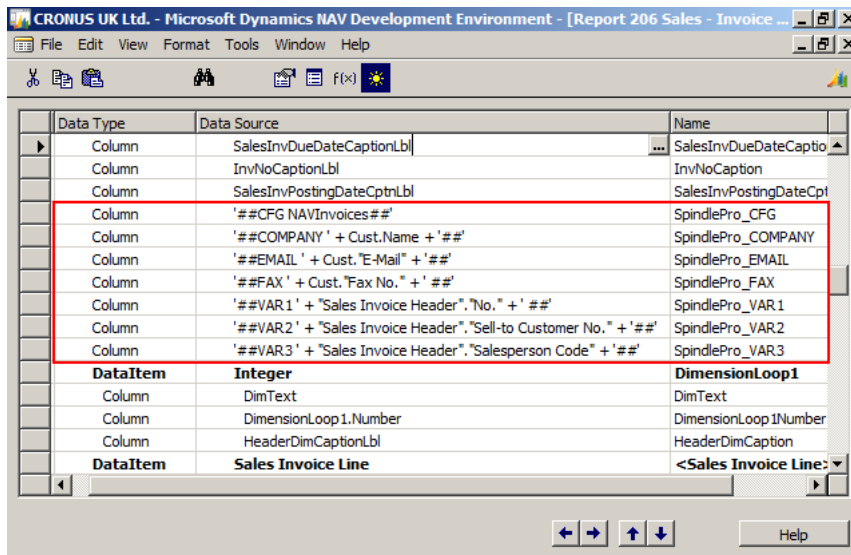 CRONUS UK Ltd. - Microsoft Dynamics NAV Development Environment - [Report 206 Sales - Invoice ...
File Edit View Format Tools Window Help
f(x)
Data Type Data Source Name
Column SalesInvDueDateCaptionLbl ... SalesInvDueDateCaptio
Column InvNoCaptionLbl InvNoCaption
Column SalesInvPostingDateCptnLbl SalesInvPostingDateCpt
Column '##CFG NAVInvoices##' SpindlePro_CFG
Column '##COMPANY ' + Cust.Name +'##' SpindlePro_COMPANY
Column '##EMAIL ' + Cust."E-Mail" +'##' SpindlePro_EMAIL
Column '##FAX ' + Cust."Fax No." +' ##' SpindlePro_FAX
Column '##VAR1 ' + "Sales Invoice Header"."No." +' ##' SpindlePro_VAR1
Column '##VAR2 ' + "Sales Invoice Header"."Sell-to Customer No." +'##' SpindlePro_VAR2
Column '##VAR3 ' + "Sales Invoice Header"."Salesperson Code" +'##' SpindlePro_VAR3
DataItem Integer DimensionLoop1
Column DimText DimText
Column DimensionLoop1.Number DimensionLoop1Number
Column HeaderDimCaptionLbl HeaderDimCaption
DataItem Sales Invoice Line <Sales Invoice Line>
Help